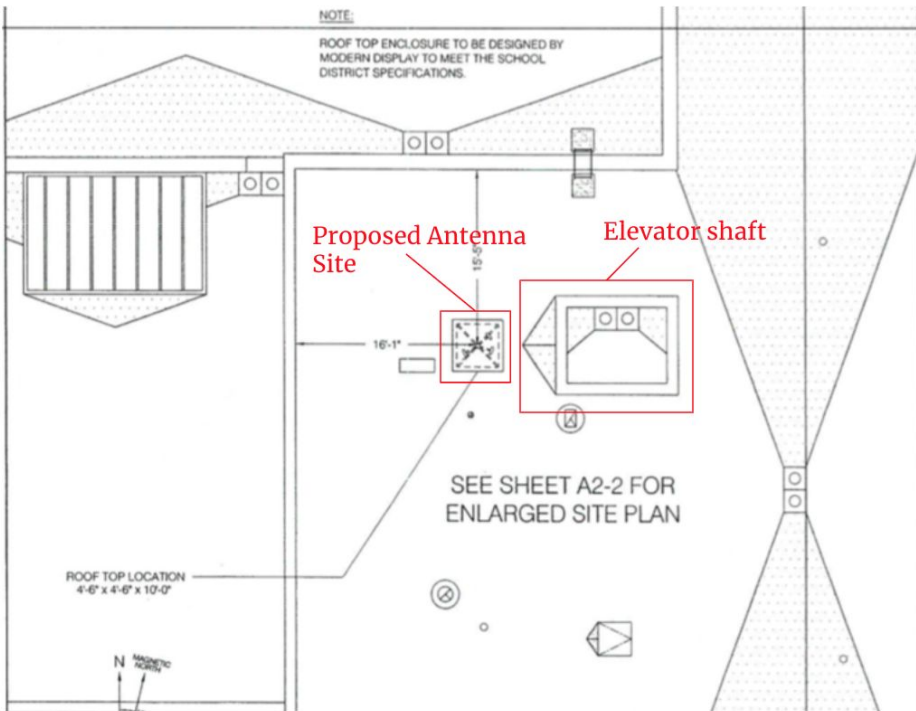 NOTE:
ROOF TOP ENCLOSURE TO BE DESIGNED BY
MODERN DISPLAY TO MEET THE SCHOOL
DISTRICT SPECIFICATIONS.
Proposed Antenna
Site
Elevator shaft
15'-5"
16'-1"
SEE SHEET A2-2 FOR
ENLARGED SITE PLAN
ROOF TOP LOCATION
4'-6" x 4'-6" x 10'-0"
N
MAGNETIC
NORTH